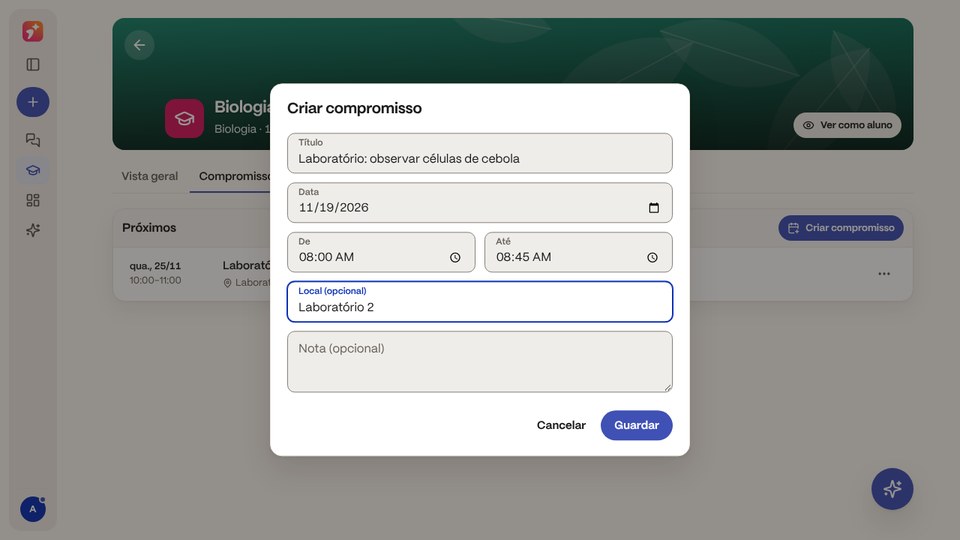 Biologia
Biologia · 1
Ver como aluno
Vista geral
Compromisso
Próximos
Criar compromisso
qua., 25/11
10:00–11:00
Laborató
Laborat
Criar compromisso
Título
Laboratório: observar células de cebola
Data
11/19/2026
De
08:00 AM
Até
08:45 AM
Local (opcional)
Laboratório 2
Nota (opcional)
Cancelar
Guardar
A